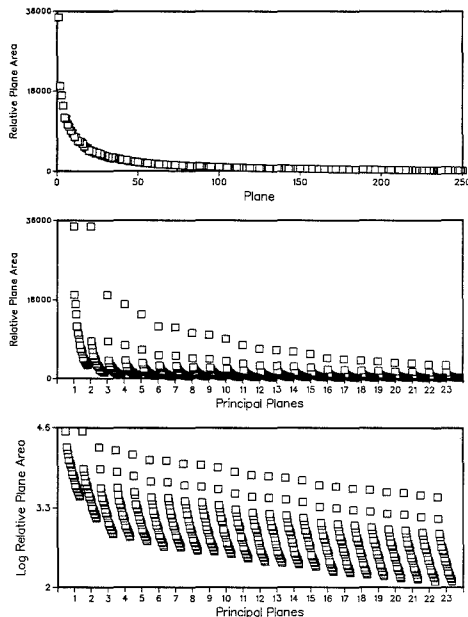 38000
18000
0
Relative Plane Area
0 50 100 150 200 250
Plane
38000
18000
0
Relative Plane Area
1 2 3 4 5 6 7 8 9 10 11 12 13 14 15 16 17 18 19 20 21 22 23
Principal Planes
4.6
3.3
2
Log Relative Plane Area
1 2 3 4 5 6 7 8 9 10 11 12 13 14 15 16 17 18 19 20 21 22 23
Principal Planes